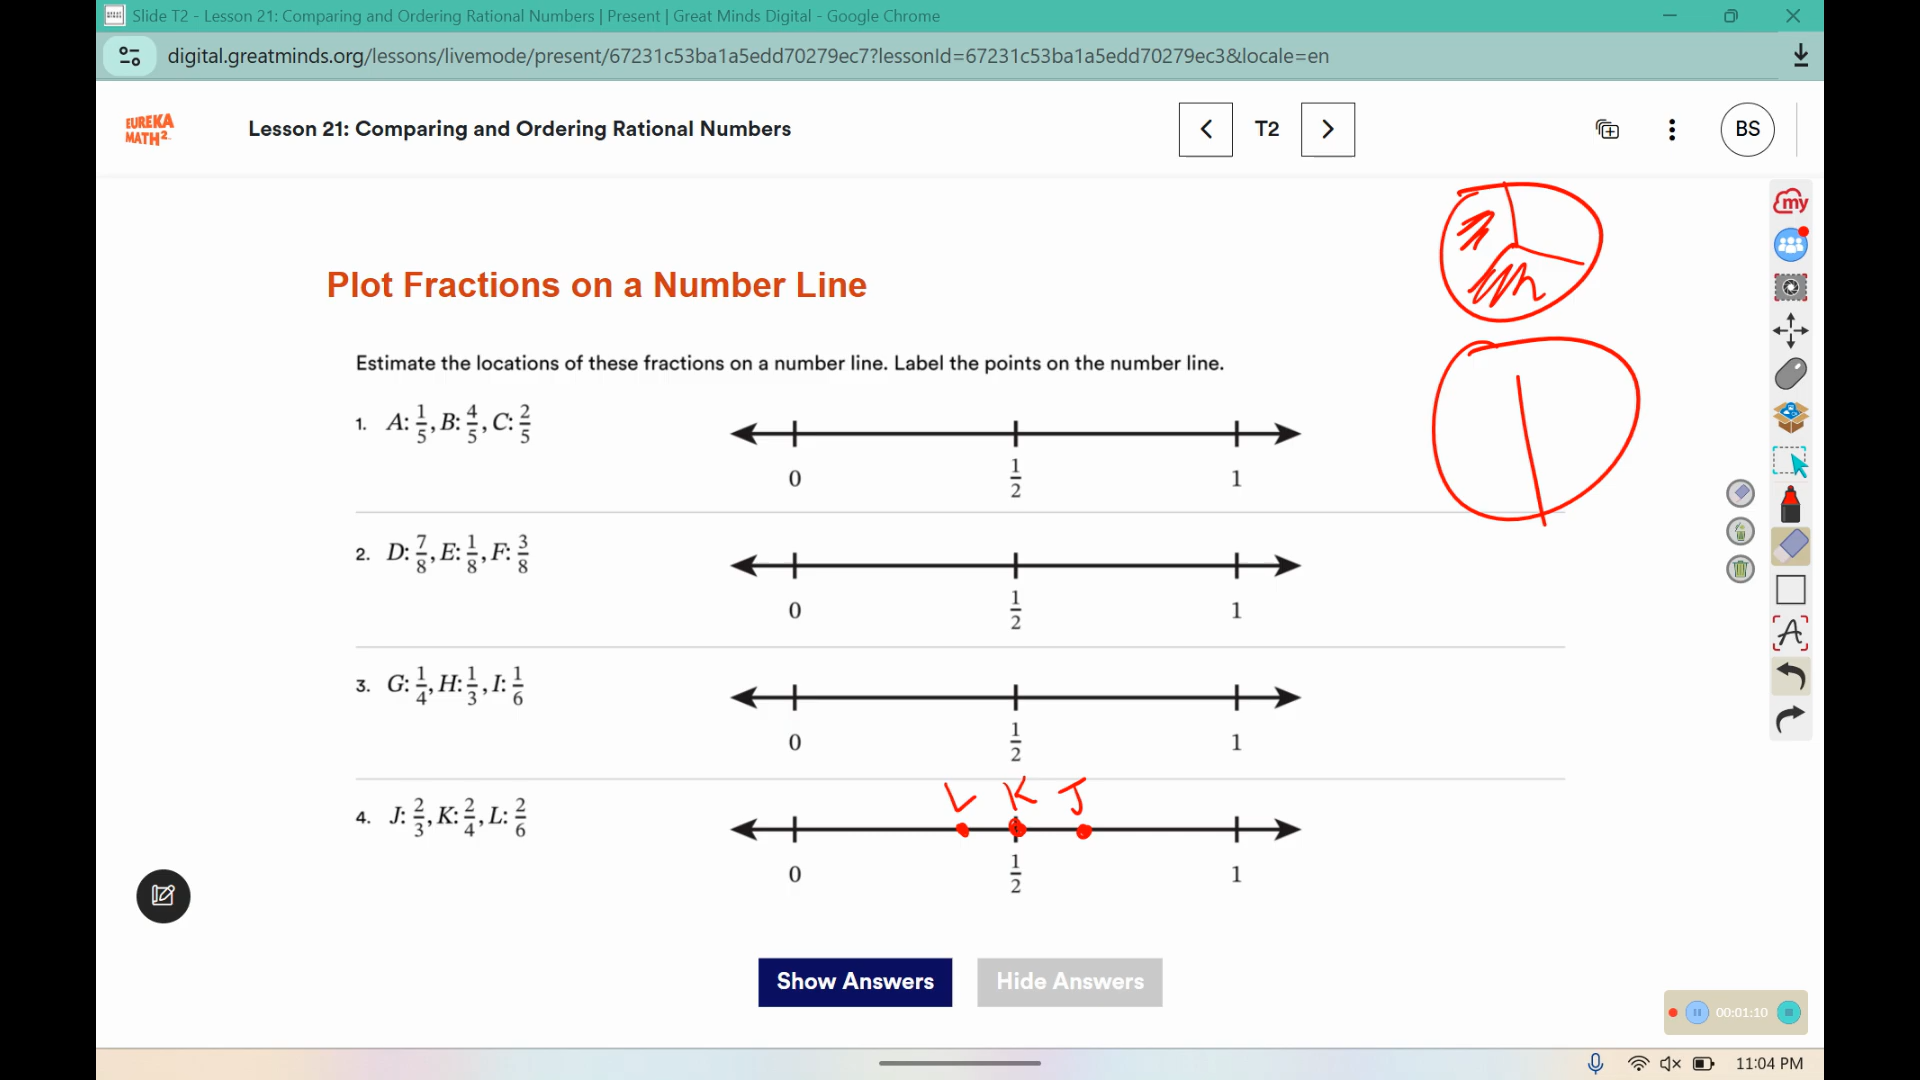 Slide T2 - Lesson 21: Comparing and Ordering Rational Numbers | Present | Great Minds Digital - Google Chrome
digital.greatminds.org/lessons/livemode/present/67231c53ba1a5edd70279ec7?lessonId=67231c53ba1a5edd70279ec3&locale=en
EUREKA MATH²
Lesson 21: Comparing and Ordering Rational Numbers
T2
BS
my
Plot Fractions on a Number Line
Estimate the locations of these fractions on a number line. Label the points on the number line.
1. A: 1/5, B: 4/5, C: 2/5
0 1/2 1
2. D: 7/8, E: 1/8, F: 3/8
0 1/2 1
3. G: 1/4, H: 1/3, I: 1/6
0 1/2 1
L K J
4. J: 2/3, K: 2/4, L: 2/6
0 1/2 1
Show Answers Hide Answers
00:01:10
11:04 PM